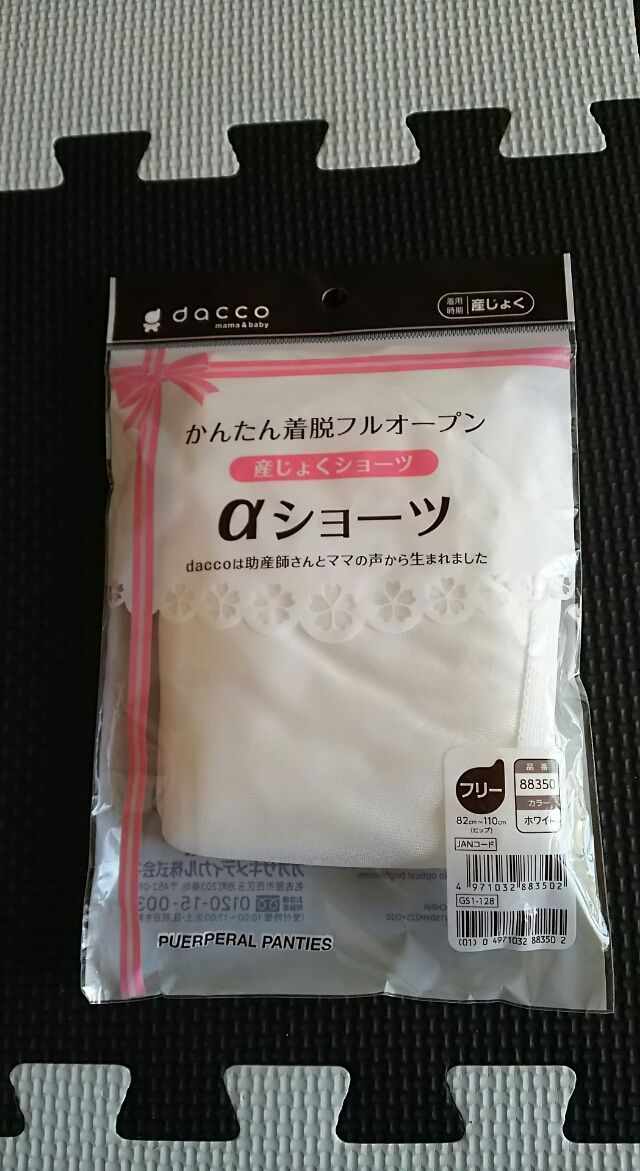 dacco
mama & baby
着用時期 産じょく
かんたん着脱フルオープン
産じょくショーツ
αショーツ
daccoは助産師さんとママの声から生まれました
フリー
82cm~110cm
(ヒップ)
品番
88350
カラー
ホワイト
JANコード
4 971032 883502
GS1-128
(01) 0 4971032 88350 2
PUERPERAL PANTIES